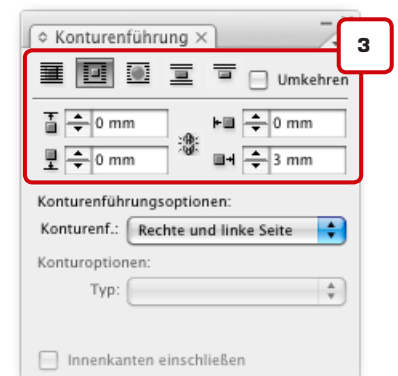 Konturenführung
3
Umkehren
0 mm
0 mm
0 mm
3 mm
Konturenführungsoptionen:
Konturenf.: Rechte und linke Seite
Konturoptionen:
Typ:
Innenkanten einschließen